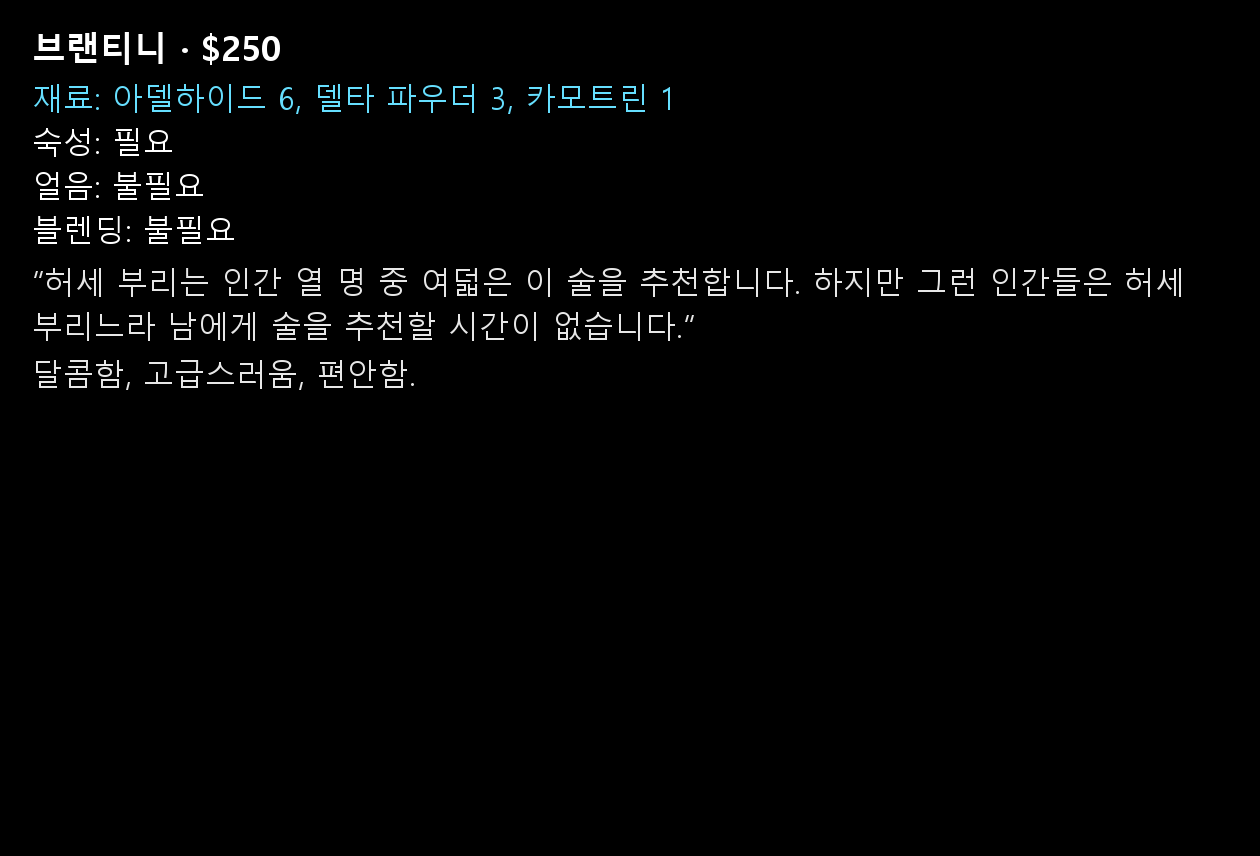 브랜티니 · $250
재료: 아델하이드 6, 델타 파우더 3, 카모트린 1
숙성: 필요
얼음: 불필요
블렌딩: 불필요
“허세 부리는 인간 열 명 중 여덟은 이 술을 추천합니다. 하지만 그런 인간들은 허세
부리느라 남에게 술을 추천할 시간이 없습니다.”
달콤함, 고급스러움, 편안함.